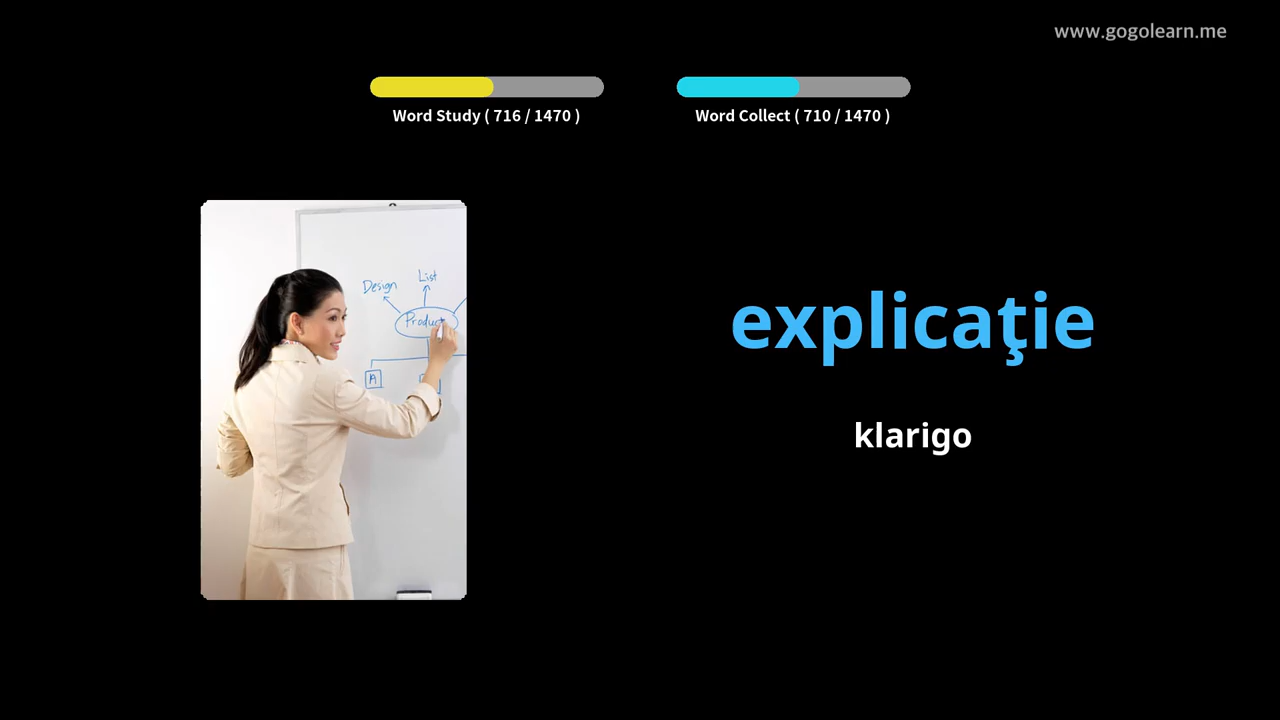 www.gogolearn.me
Word Study ( 716 / 1470 )
Word Collect ( 710 / 1470 )
List
Design
Product
A
explicaţie
klarigo